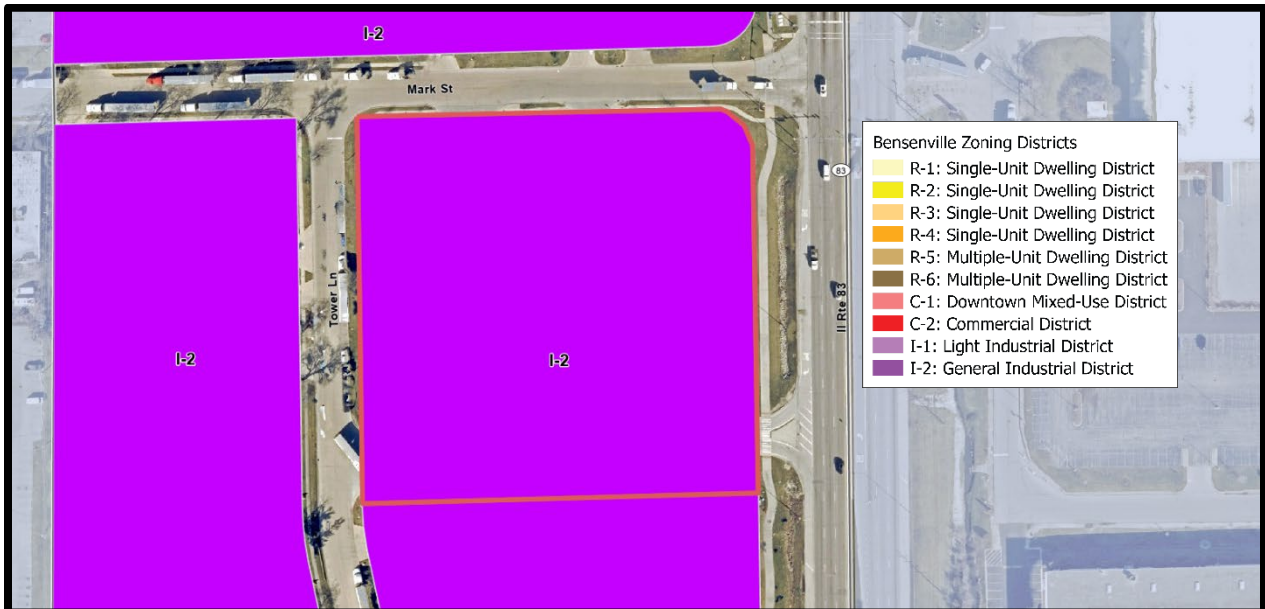 I-2
Mark St
83
Tower Ln
Il Rte 83
I-2
I-2
Bensenville Zoning Districts
R-1: Single-Unit Dwelling District
R-2: Single-Unit Dwelling District
R-3: Single-Unit Dwelling District
R-4: Single-Unit Dwelling District
R-5: Multiple-Unit Dwelling District
R-6: Multiple-Unit Dwelling District
C-1: Downtown Mixed-Use District
C-2: Commercial District
I-1: Light Industrial District
I-2: General Industrial District